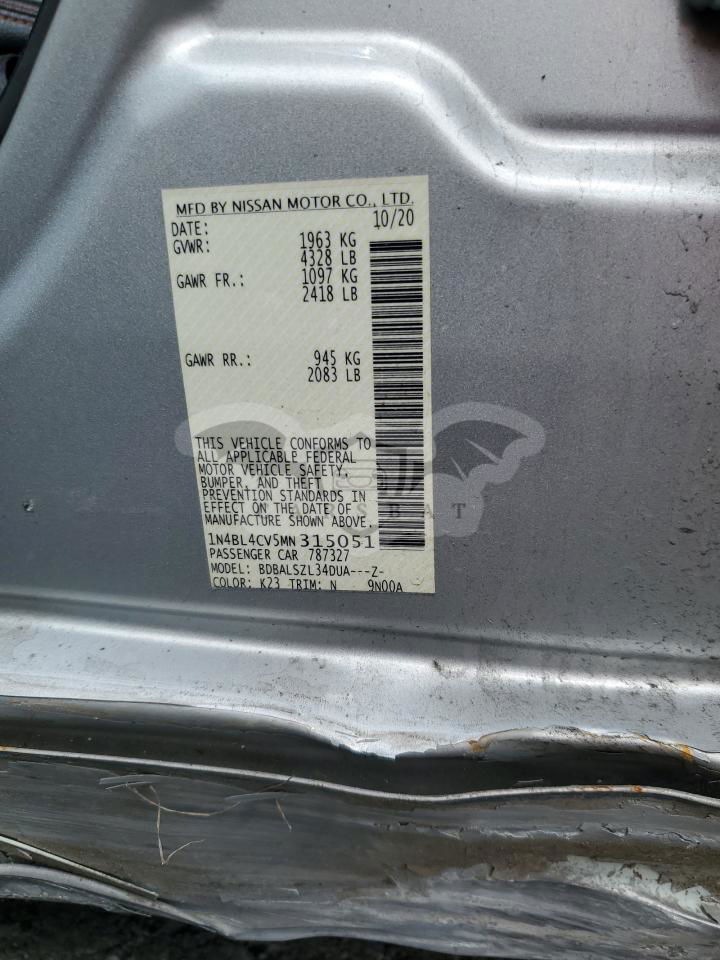 MFD BY NISSAN MOTOR CO., LTD.
DATE: 10/20
GVWR: 1963 KG
4328 LB
GAWR FR.: 1097 KG
2418 LB
GAWR RR.: 945 KG
2083 LB
THIS VEHICLE CONFORMS TO
ALL APPLICABLE FEDERAL
MOTOR VEHICLE SAFETY,
BUMPER, AND THEFT
PREVENTION STANDARDS IN
EFFECT ON THE DATE OF
MANUFACTURE SHOWN ABOVE.
1N4BL4CV5MN315051
PASSENGER CAR 787327
MODEL: BDBALSZL34DUA---Z-
COLOR: K23 TRIM: N 9N00A